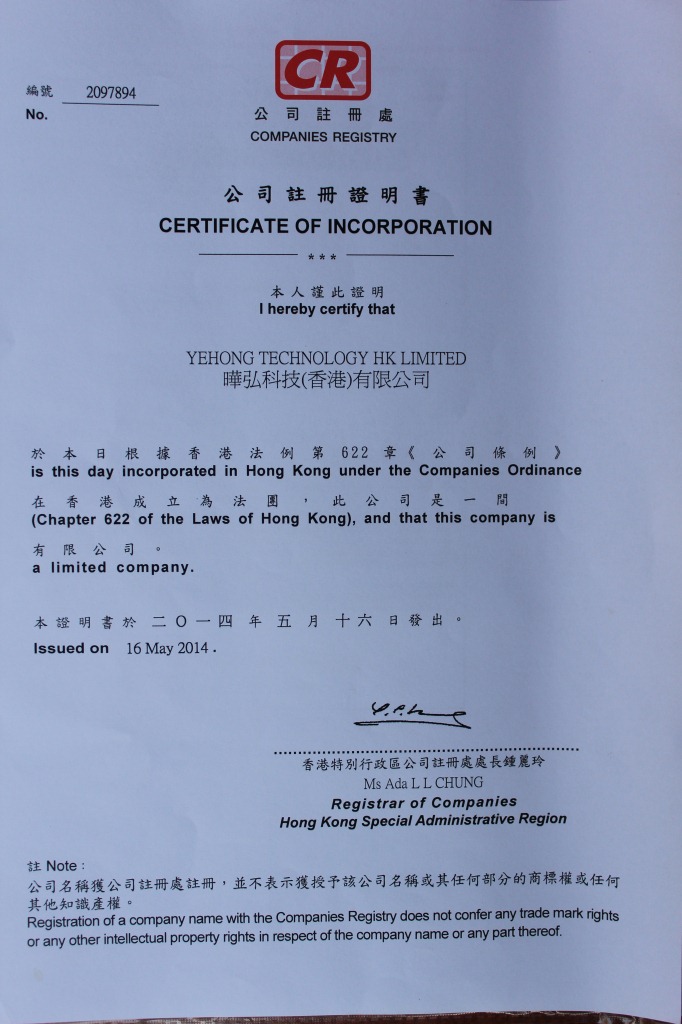 CR
編號 2097894
No.
公司註冊處
COMPANIES REGISTRY
公司註冊證明書
CERTIFICATE OF INCORPORATION
* * *
本人謹此證明
I hereby certify that
YEHONG TECHNOLOGY HK LIMITED
曄弘科技(香港)有限公司
於本日根據香港法例第622章《公司條例》
is this day incorporated in Hong Kong under the Companies Ordinance
在香港成立為法團，此公司是一間
(Chapter 622 of the Laws of Hong Kong), and that this company is
有限公司。
a limited company.
本證明書於二〇一四年五月十六日發出。
Issued on 16 May 2014 .
香港特別行政區公司註冊處處長鍾麗玲
Ms Ada L L CHUNG
Registrar of Companies
Hong Kong Special Administrative Region
註 Note :
公司名稱獲公司註冊處註冊，並不表示獲授予該公司名稱或其任何部分的商標權或任何
其他知識產權。
Registration of a company name with the Companies Registry does not confer any trade mark rights
or any other intellectual property rights in respect of the company name or any part thereof.